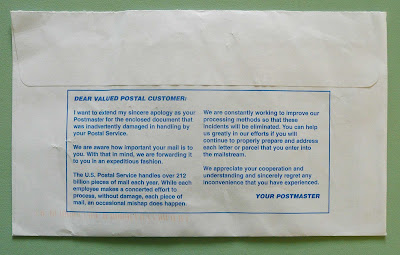 DEAR VALUED POSTAL CUSTOMER:
I want to extend my sincere apology as your
Postmaster for the enclosed document that
was inadvertently damaged in handling by
your Postal Service.
We are aware how important your mail is to
you. With that in mind, we are forwarding it
to you in an expeditious fashion.
The U.S. Postal Service handles over 212
billion pieces of mail each year. While each
employee makes a concerted effort to
process, without damage, each piece of
mail, an occasional mishap does happen.
We are constantly working to improve our
processing methods so that these
incidents will be eliminated. You can help
us greatly in our efforts if you will
continue to properly prepare and address
each letter or parcel that you enter into
the mailstream.
We appreciate your cooperation and
understanding and sincerely regret any
inconvenience that you have experienced.
YOUR POSTMASTER